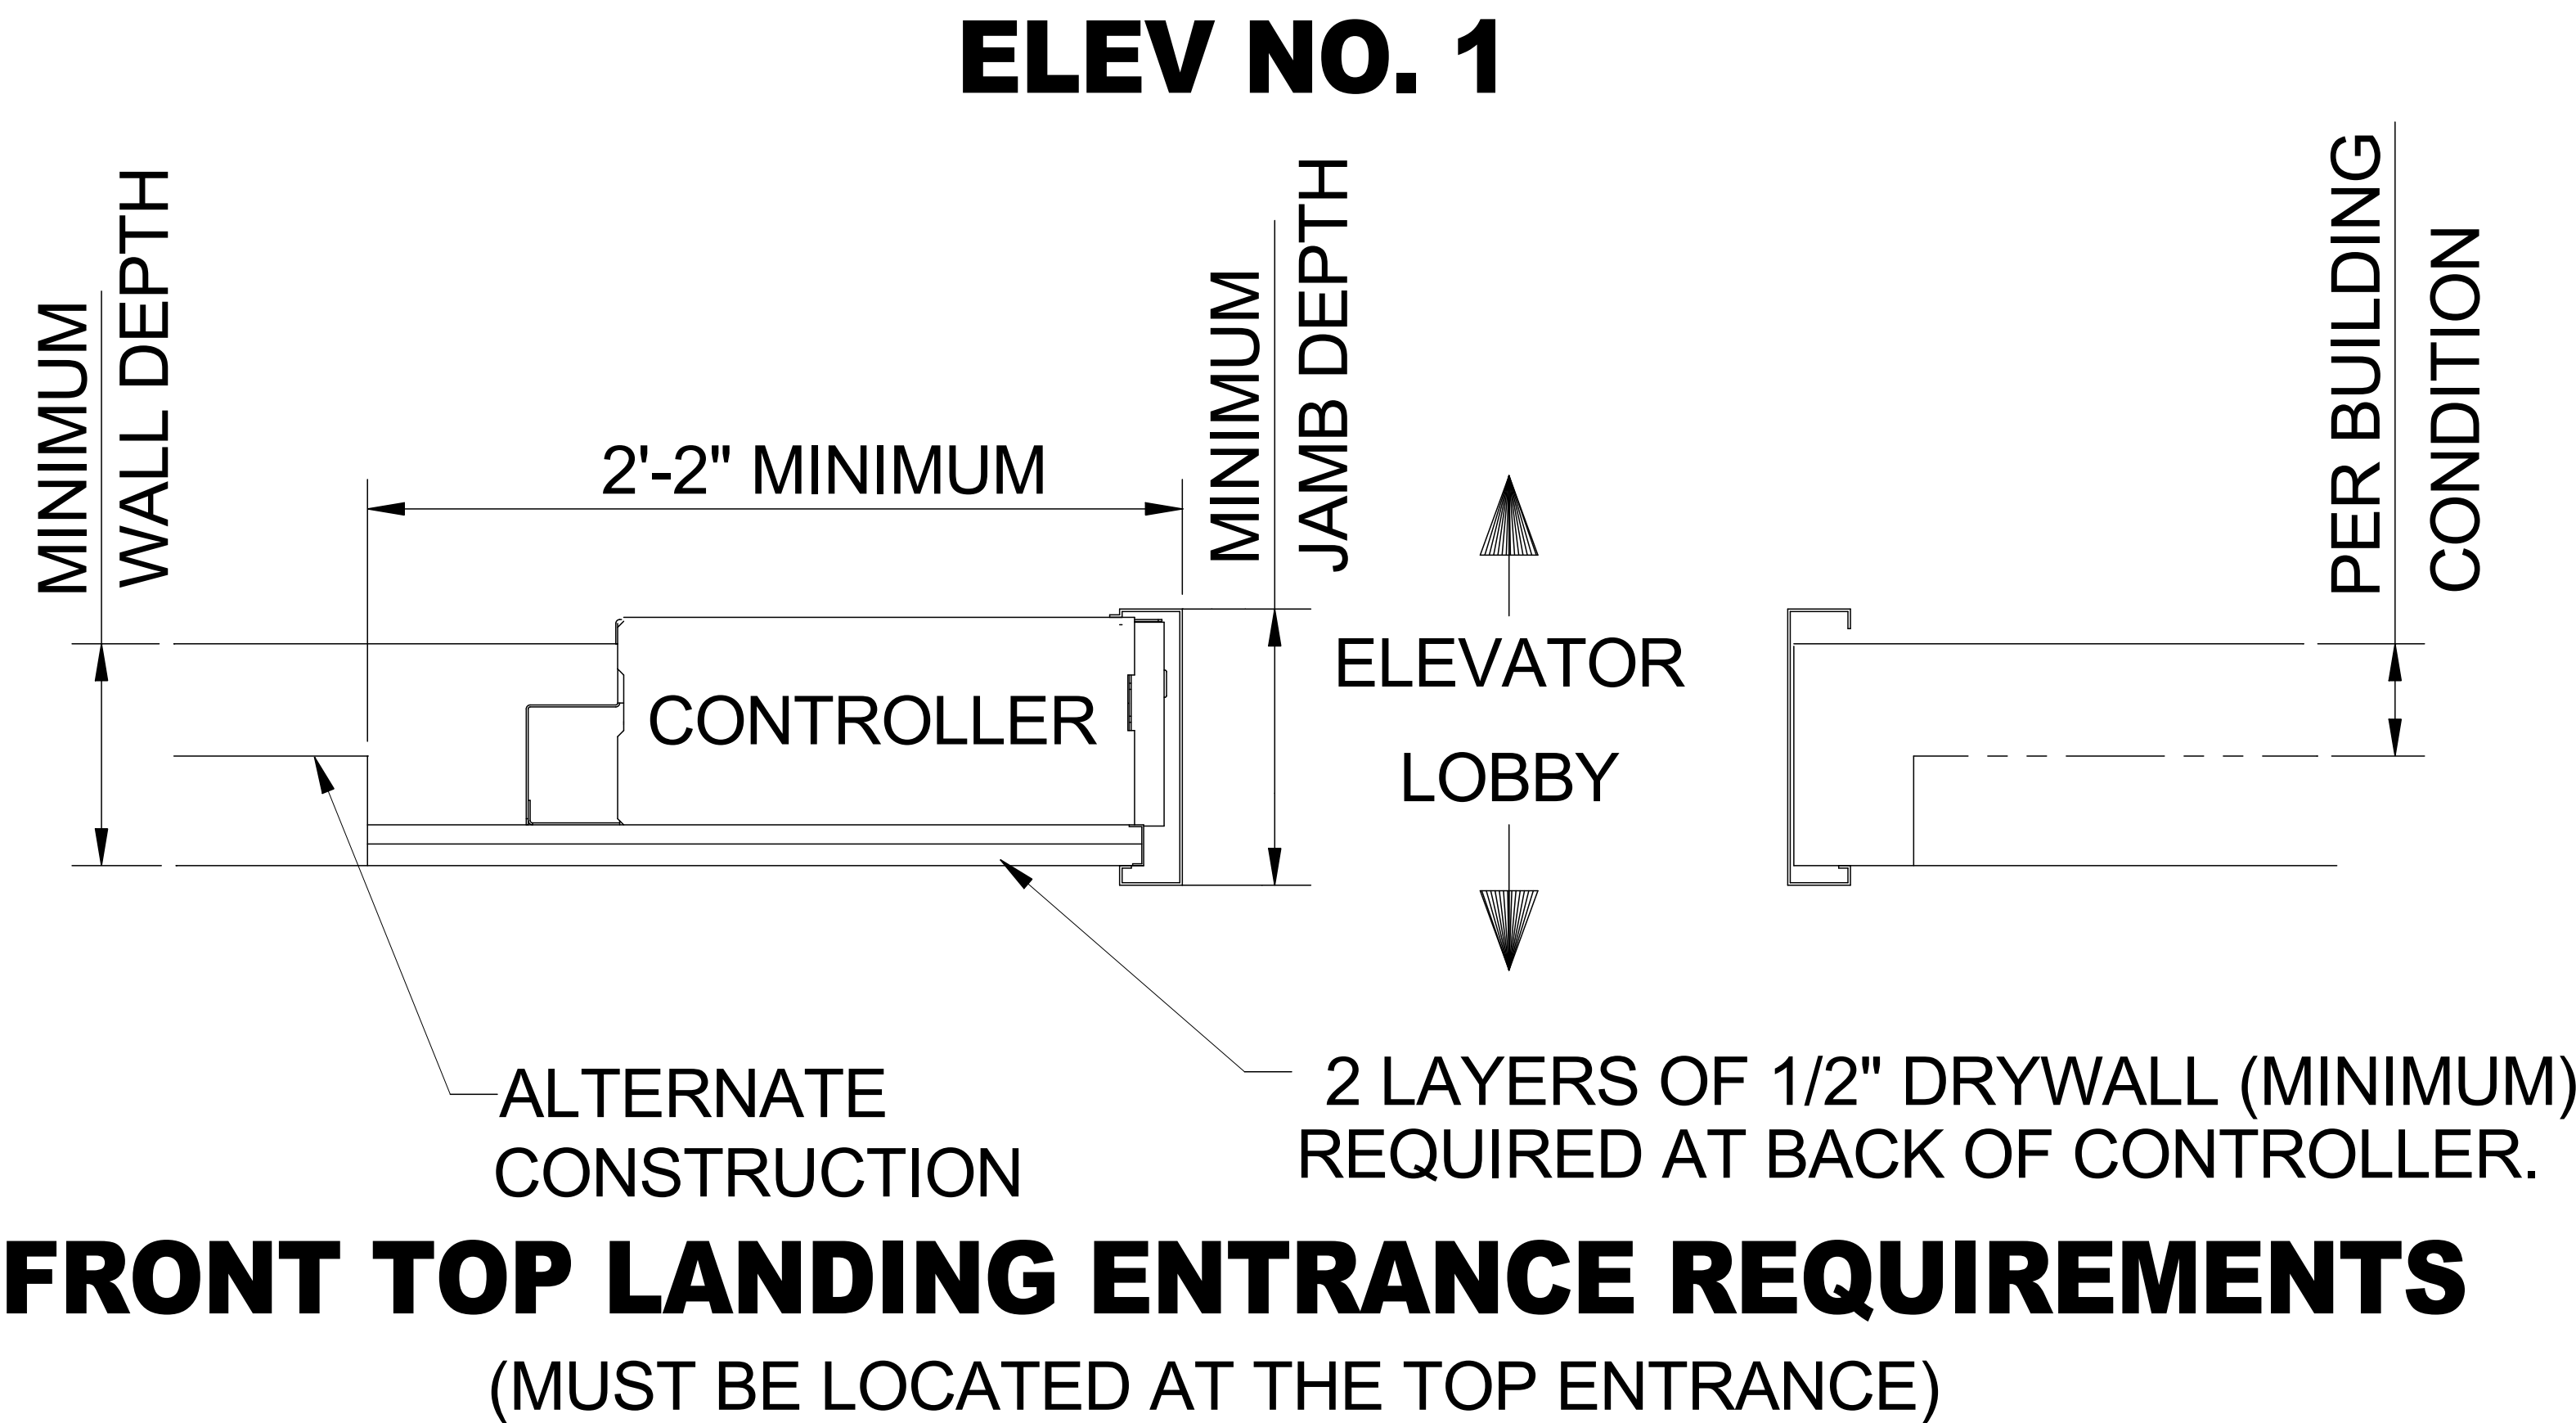 ELEV NO. 1
MINIMUM
WALL DEPTH
2'-2" MINIMUM
MINIMUM
JAMB DEPTH
PER BUILDING
CONDITION
CONTROLLER
ELEVATOR
LOBBY
ALTERNATE
CONSTRUCTION
2 LAYERS OF 1/2" DRYWALL (MINIMUM)
REQUIRED AT BACK OF CONTROLLER.
FRONT TOP LANDING ENTRANCE REQUIREMENTS
(MUST BE LOCATED AT THE TOP ENTRANCE)